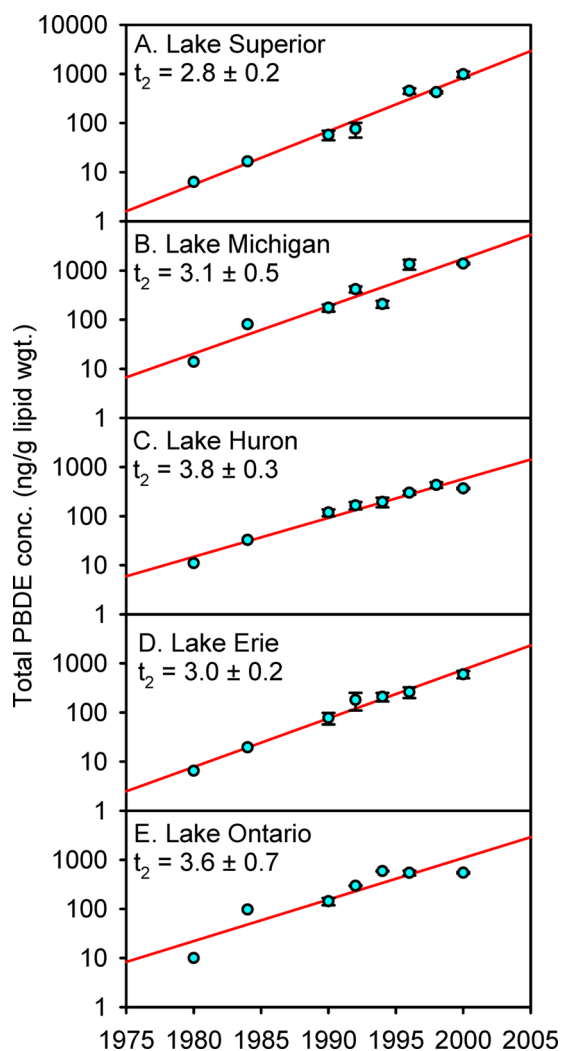 10000
A. Lake Superior
1000
t2 = 2.8 ± 0.2
100
10
1
B. Lake Michigan
1000
t2 = 3.1 ± 0.5
100
10
1
C. Lake Huron
1000
t2 = 3.8 ± 0.3
100
10
1
D. Lake Erie
1000
t2 = 3.0 ± 0.2
100
10
1
E. Lake Ontario
1000
t2 = 3.6 ± 0.7
100
10
1
1975 1980 1985 1990 1995 2000 2005
Total PBDE conc. (ng/g lipid wgt.)